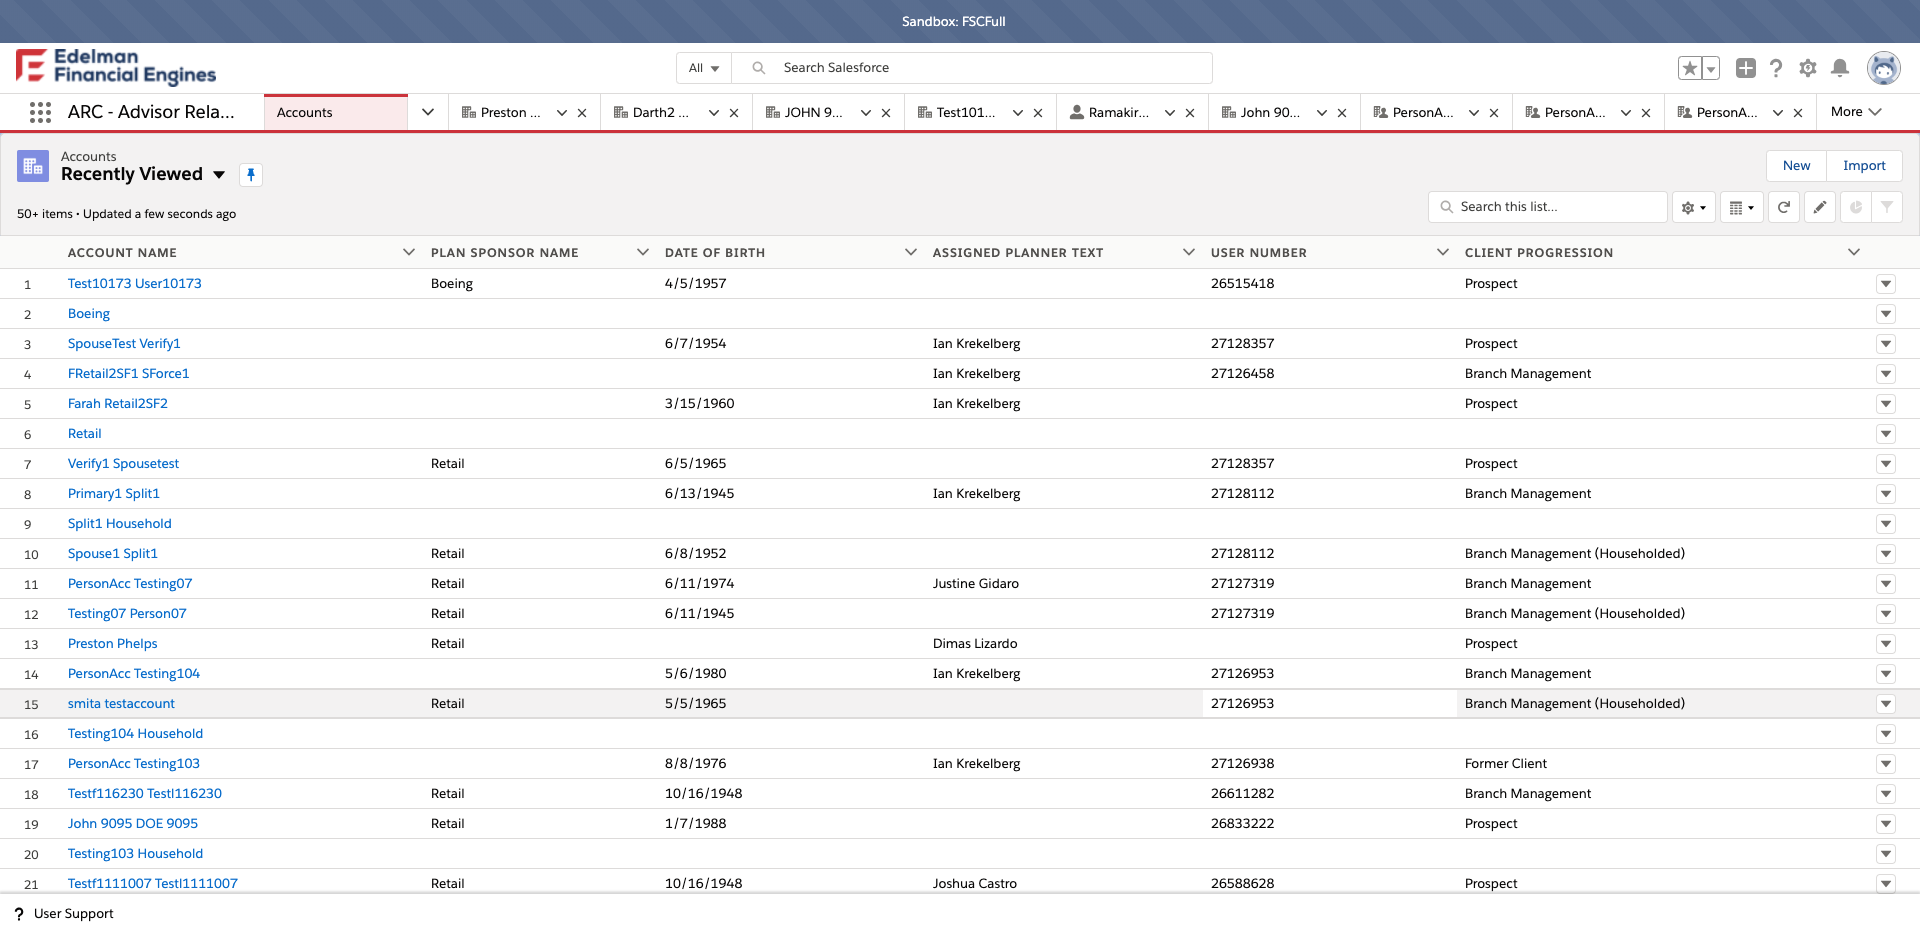 Sandbox: FSCFull
Edelman
Financial Engines
All
Search Salesforce
ARC - Advisor Rela...
Accounts
Preston ...
Darth2 ...
JOHN 9...
Test101...
Ramakir...
John 90...
PersonA...
PersonA...
PersonA...
More
Accounts
Recently Viewed
New
Import
50+ items • Updated a few seconds ago
Search this list...
ACCOUNT NAME PLAN SPONSOR NAME DATE OF BIRTH ASSIGNED PLANNER TEXT USER NUMBER CLIENT PROGRESSION
1 Test10173 User10173 Boeing 4/5/1957 26515418 Prospect
2 Boeing
3 SpouseTest Verify1 6/7/1954 Ian Krekelberg 27128357 Prospect
4 FRetail2SF1 SForce1 Ian Krekelberg 27126458 Branch Management
5 Farah Retail2SF2 3/15/1960 Ian Krekelberg Prospect
6 Retail
7 Verify1 Spousetest Retail 6/5/1965 27128357 Prospect
8 Primary1 Split1 6/13/1945 Ian Krekelberg 27128112 Branch Management
9 Split1 Household
10 Spouse1 Split1 Retail 6/8/1952 27128112 Branch Management (Householded)
11 PersonAcc Testing07 Retail 6/11/1974 Justine Gidaro 27127319 Branch Management
12 Testing07 Person07 Retail 6/11/1945 27127319 Branch Management (Householded)
13 Preston Phelps Retail Dimas Lizardo Prospect
14 PersonAcc Testing104 5/6/1980 Ian Krekelberg 27126953 Branch Management
15 smita testaccount Retail 5/5/1965 27126953 Branch Management (Householded)
16 Testing104 Household
17 PersonAcc Testing103 8/8/1976 Ian Krekelberg 27126938 Former Client
18 Testf116230 Testl116230 Retail 10/16/1948 26611282 Branch Management
19 John 9095 DOE 9095 Retail 1/7/1988 26833222 Prospect
20 Testing103 Household
21 Testf1111007 Testl1111007 Retail 10/16/1948 Joshua Castro 26588628 Prospect
? User Support